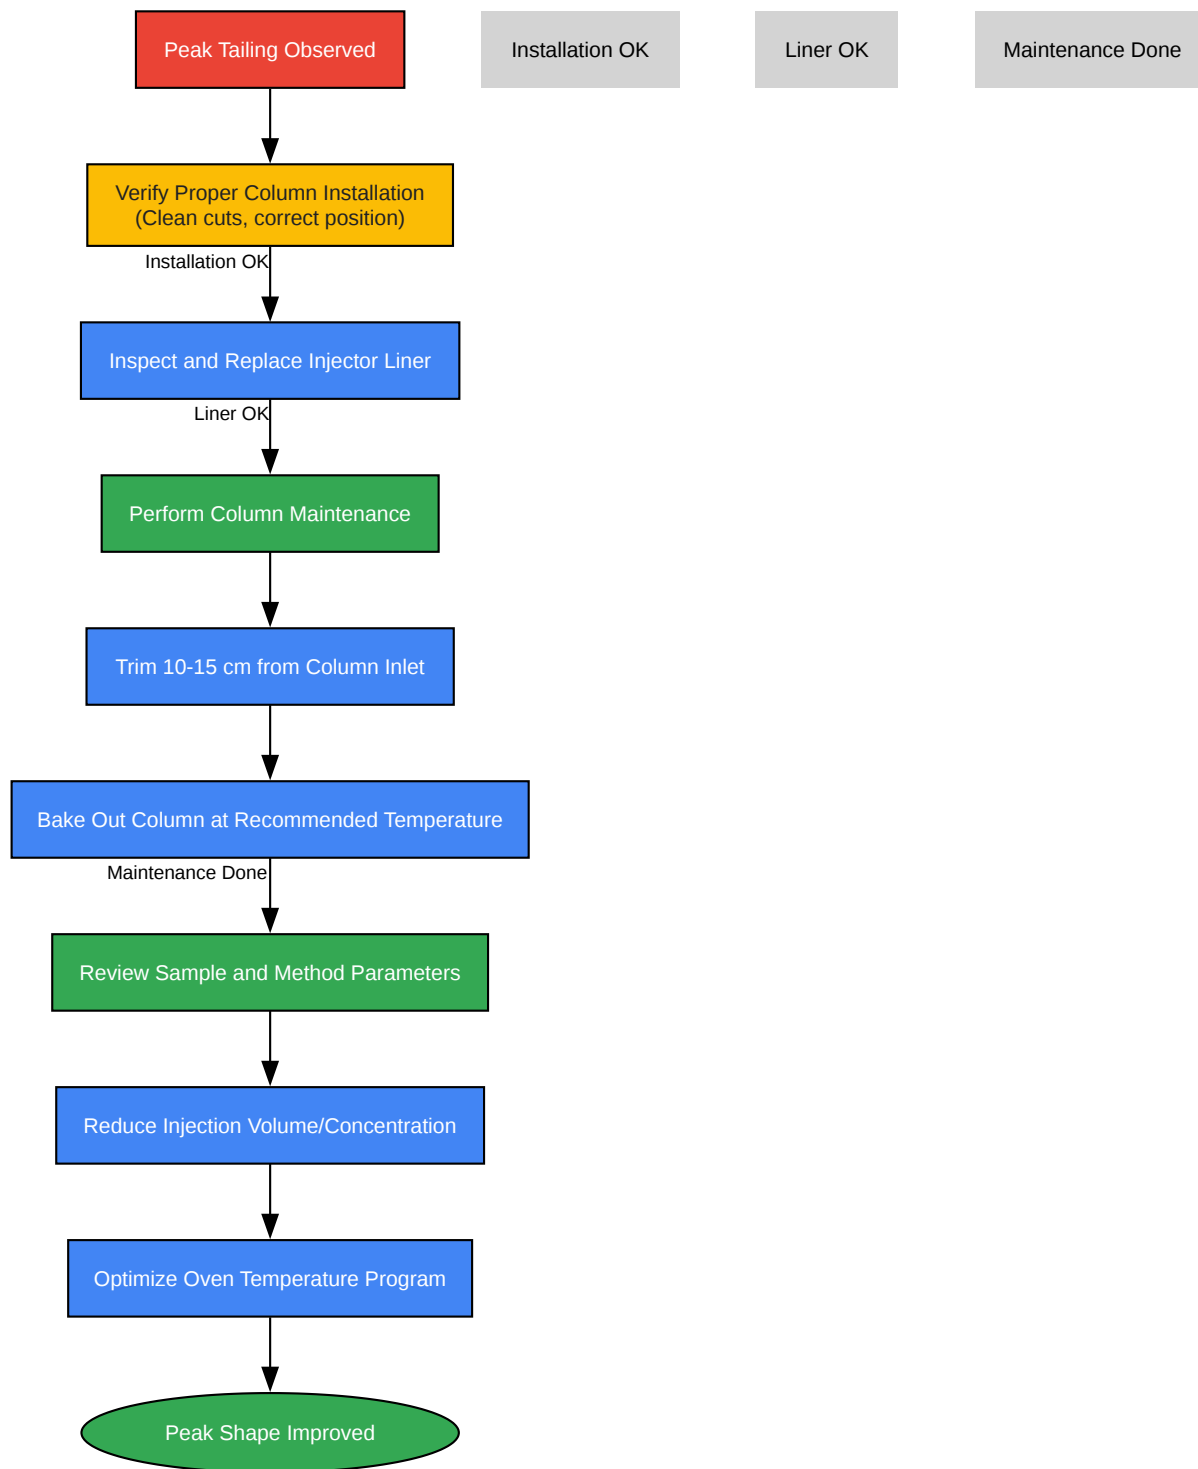 Peak Tailing Observed
Installation OK
Liner OK
Maintenance Done
Verify Proper Column Installation
(Clean cuts, correct position)
Installation OK
Inspect and Replace Injector Liner
Liner OK
Perform Column Maintenance
Trim 10-15 cm from Column Inlet
Bake Out Column at Recommended Temperature
Maintenance Done
Review Sample and Method Parameters
Reduce Injection Volume/Concentration
Optimize Oven Temperature Program
Peak Shape Improved